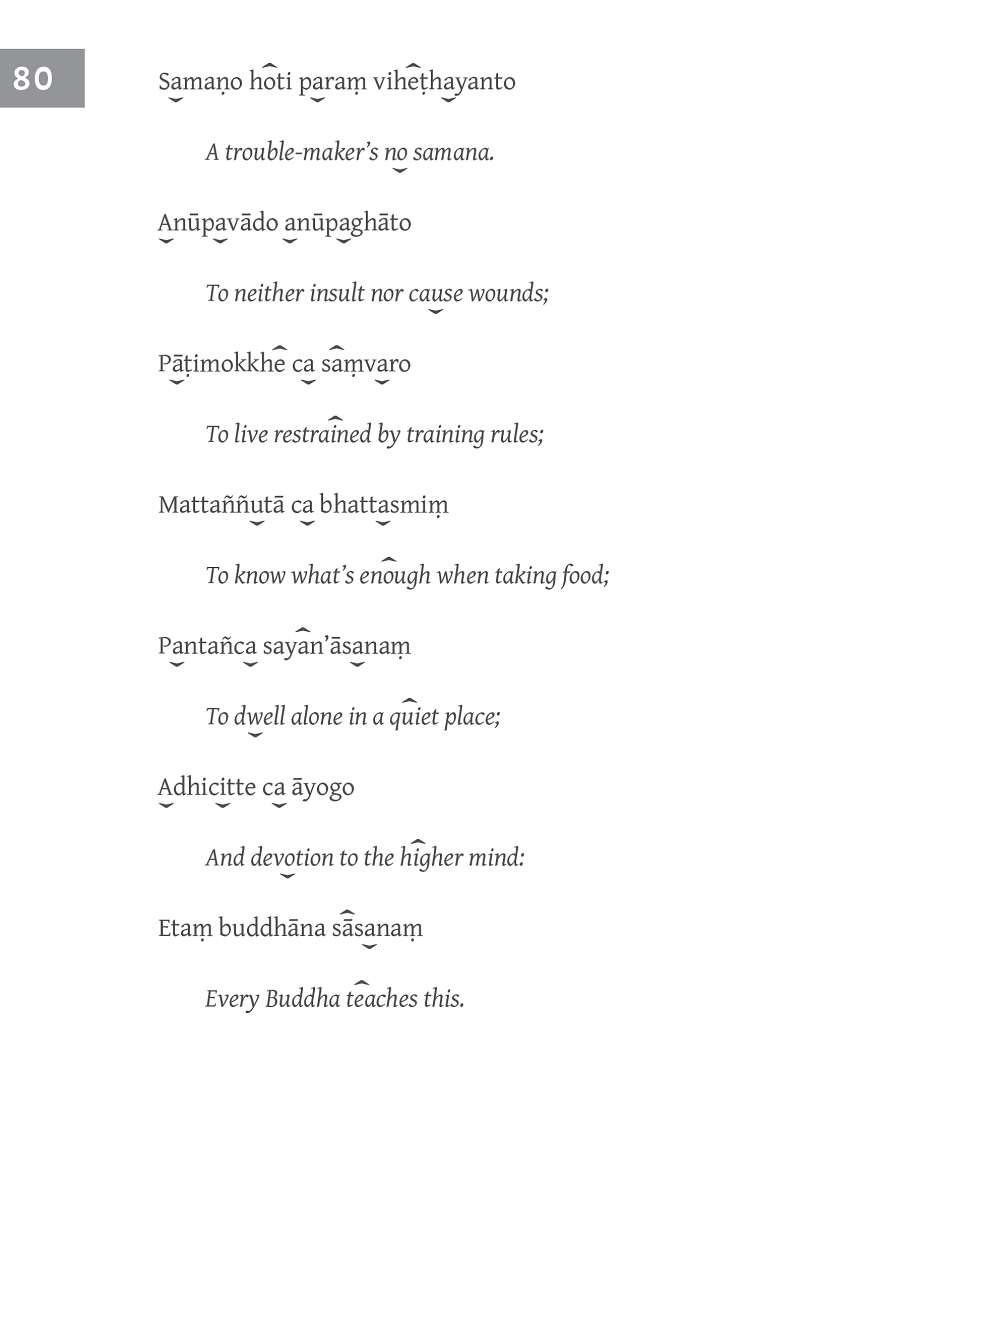 80
Samaṇo hoti paraṃ viheṭhayanto
A trouble-maker’s no samana.
Anūpavādo anūpaghāto
To neither insult nor cause wounds;
Pāṭimokkhe ca saṃvaro
To live restrained by training rules;
Mattaññutā ca bhattasmiṃ
To know what’s enough when taking food;
Pantañca sayan’āsanaṃ
To dwell alone in a quiet place;
Adhicitte ca āyogo
And devotion to the higher mind:
Etaṃ buddhāna sāsanaṃ
Every Buddha teaches this.